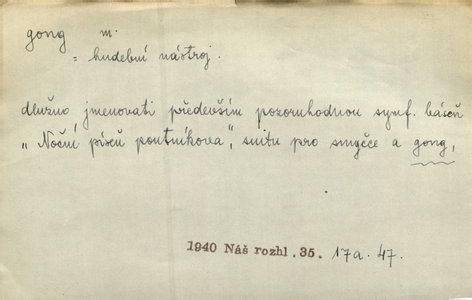 gong m.
= hudební nástroj.
dlužno jmenovati především pozoruhodnou symf. báseň
„Noční píseň poutníkova", suitu pro smyčce a gong,
1940 Náš rozhl. 35. 17a. 47.